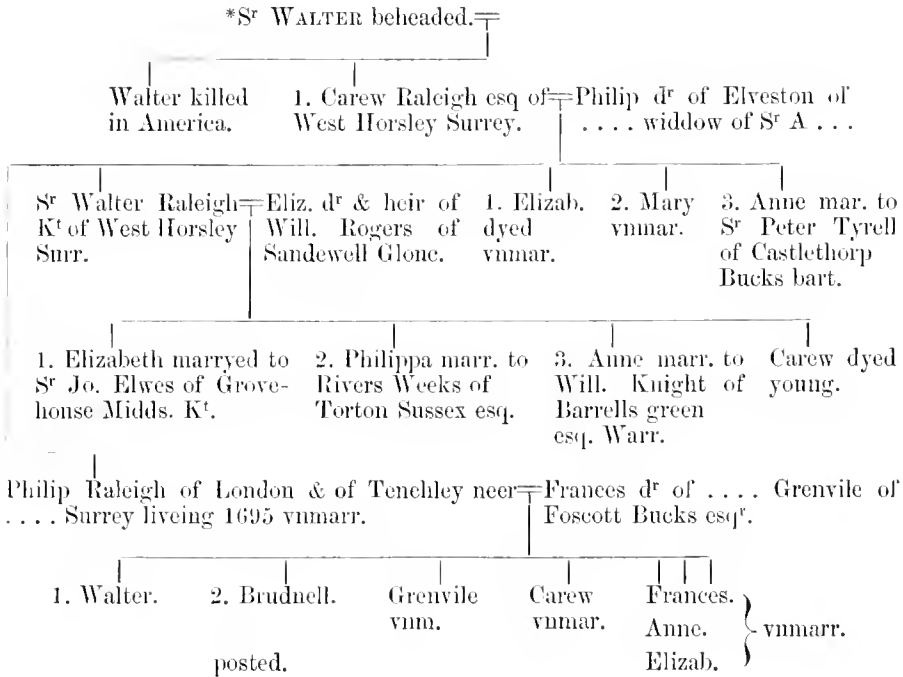 *Sʳ WALTER beheaded.
Walter killed
in America.
1. Carew Raleigh esq of
West Horsley Surrey.
Philip dʳ of Elveston of
. . . . widdow of Sʳ A . . .
Sʳ Walter Raleigh
Kᵗ of West Horsley
Surr.
Eliz. dʳ & heir of
Will. Rogers of
Sandewell Glouc.
1. Elizab.
dyed
vnmar.
2. Mary
vnmar.
3. Anne mar. to
Sʳ Peter Tyrell
of Castlethorp
Bucks bart.
1. Elizabeth marryed to
Sʳ Jo. Elwes of Grove-
house Midds. Kᵗ.
2. Philippa marr. to
Rivers Weeks of
Torton Sussex esq.
3. Anne marr. to
Will. Knight of
Barrells green
esq. Warr.
Carew dyed
young.
Philip Raleigh of London & of Tenchley neer
. . . . Surrey liveing 1695 vnmarr.
Frances dʳ of . . . . Grenvile of
Foscott Bucks esqʳ.
1. Walter.
2. Brudnell.
posted.
Grenvile
vnm.
Carew
vnmar.
Frances.
Anne.
Elizab.
vnmarr.